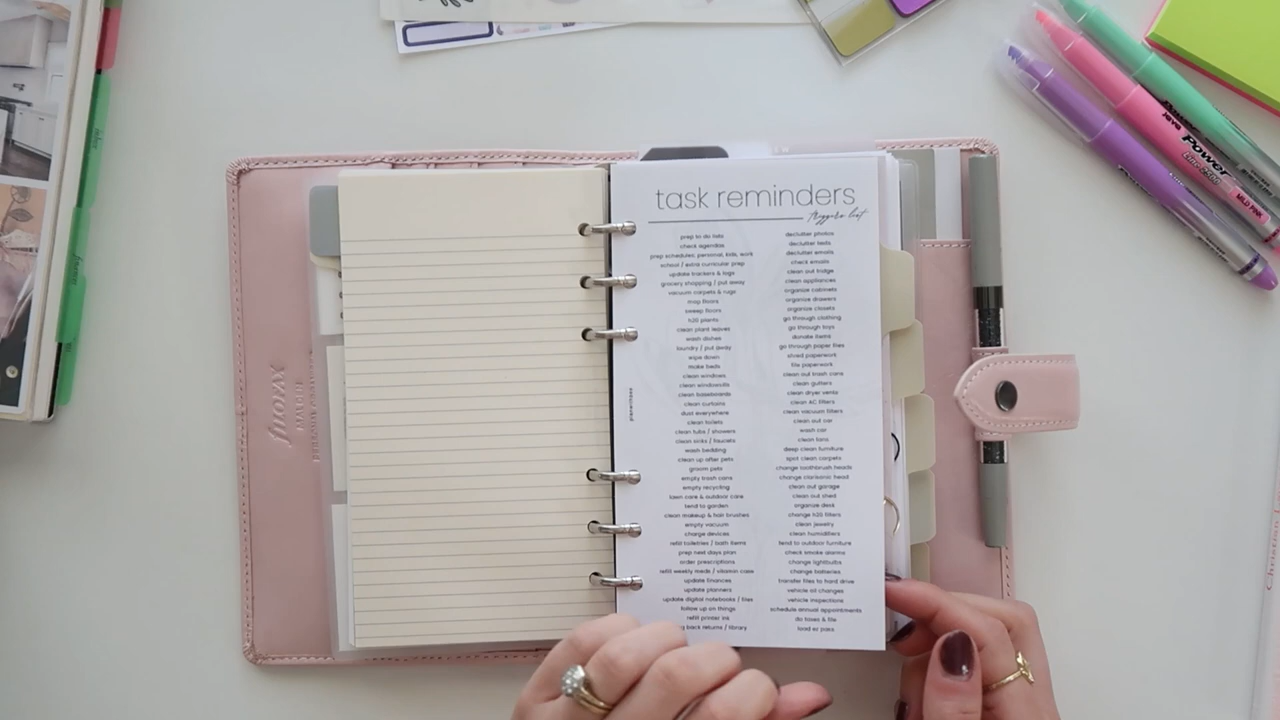 task reminders
triggers list
prep to do lists
check agendas
prep schedules: personal, kids, work
school / extra curricular prep
update trackers & logs
grocery shopping / put away
vacuum carpets & rugs
mop floors
sweep floors
h20 plants
clean plant leaves
wash dishes
laundry / put away
wipe down
make beds
clean windows
clean windowsills
clean baseboards
clean curtains
dust everywhere
clean toilets
clean tubs / showers
clean sinks / faucets
wash bedding
clean up after pets
groom pets
empty trash cans
empty recycling
lawn care & outdoor care
tend to garden
clean makeup & hair brushes
empty vacuum
charge devices
refill toiletries / bath items
prep next days plan
order prescriptions
refill weekly meds / vitamin case
update finances
update planners
update digital notebooks / files
follow up on things
refill printer ink
back returns / library
declutter photos
declutter texts
declutter emails
check emails
clean out fridge
clean appliances
organize cabinets
organize drawers
organize closets
go through clothing
go through toys
donate items
go through paper files
shred paperwork
file paperwork
clean out trash cans
clean gutters
clean dryer vents
clean AC filters
clean vacuum filters
clean out car
wash car
clean fans
deep clean furniture
spot clean carpets
change toothbrush heads
change clarisonic head
clean out garage
clean out shed
organize desk
change h20 filters
clean jewelry
clean humidifiers
tend to outdoor furniture
check smoke alarms
change lightbulbs
change batteries
transfer files to hard drive
vehicle oil changes
vehicle inspections
schedule annual appointments
do taxes & file
load ez pass
filofax
Power
MILD PINK